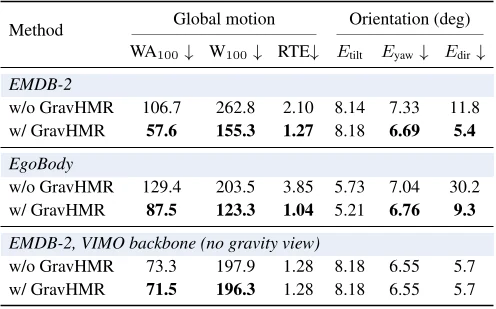 Method Global motion Orientation (deg)
WA100 ↓ W100 ↓ RTE↓ Etilt Eyaw ↓ Edir ↓
EMDB-2
w/o GravHMR 106.7 262.8 2.10 8.14 7.33 11.8
w/ GravHMR 57.6 155.3 1.27 8.18 6.69 5.4
EgoBody
w/o GravHMR 129.4 203.5 3.85 5.73 7.04 30.2
w/ GravHMR 87.5 123.3 1.04 5.21 6.76 9.3
EMDB-2, VIMO backbone (no gravity view)
w/o GravHMR 73.3 197.9 1.28 8.18 6.55 5.7
w/ GravHMR 71.5 196.3 1.28 8.18 6.55 5.7